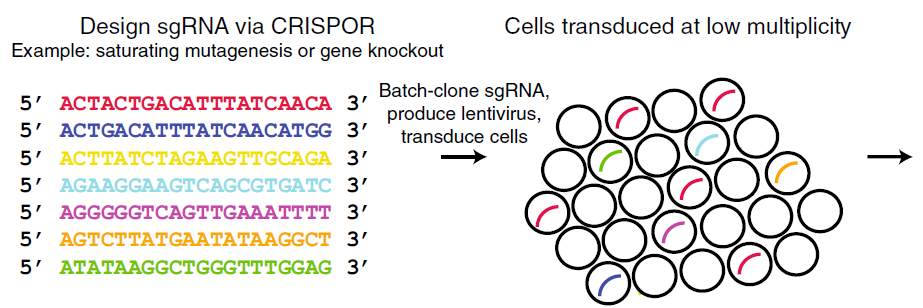 Design sgRNA via CRISPOR
Example: saturating mutagenesis or gene knockout
5′ ACTACTGACATTTATCAACA 3′
5′ ACTGACATTTATCAACATGG 3′
5′ ACTTATCTAGAAGTTGCAGA 3′
5′ AGAAGGAAGTCAGCGTGATC 3′
5′ AGGGGGTCAGTTGAAATTTT 3′
5′ AGTCTTATGAATATAAGGCT 3′
5′ ATATAAGGCTGGGTTTGGAG 3′
Batch-clone sgRNA,
produce lentivirus,
transduce cells
Cells transduced at low multiplicity